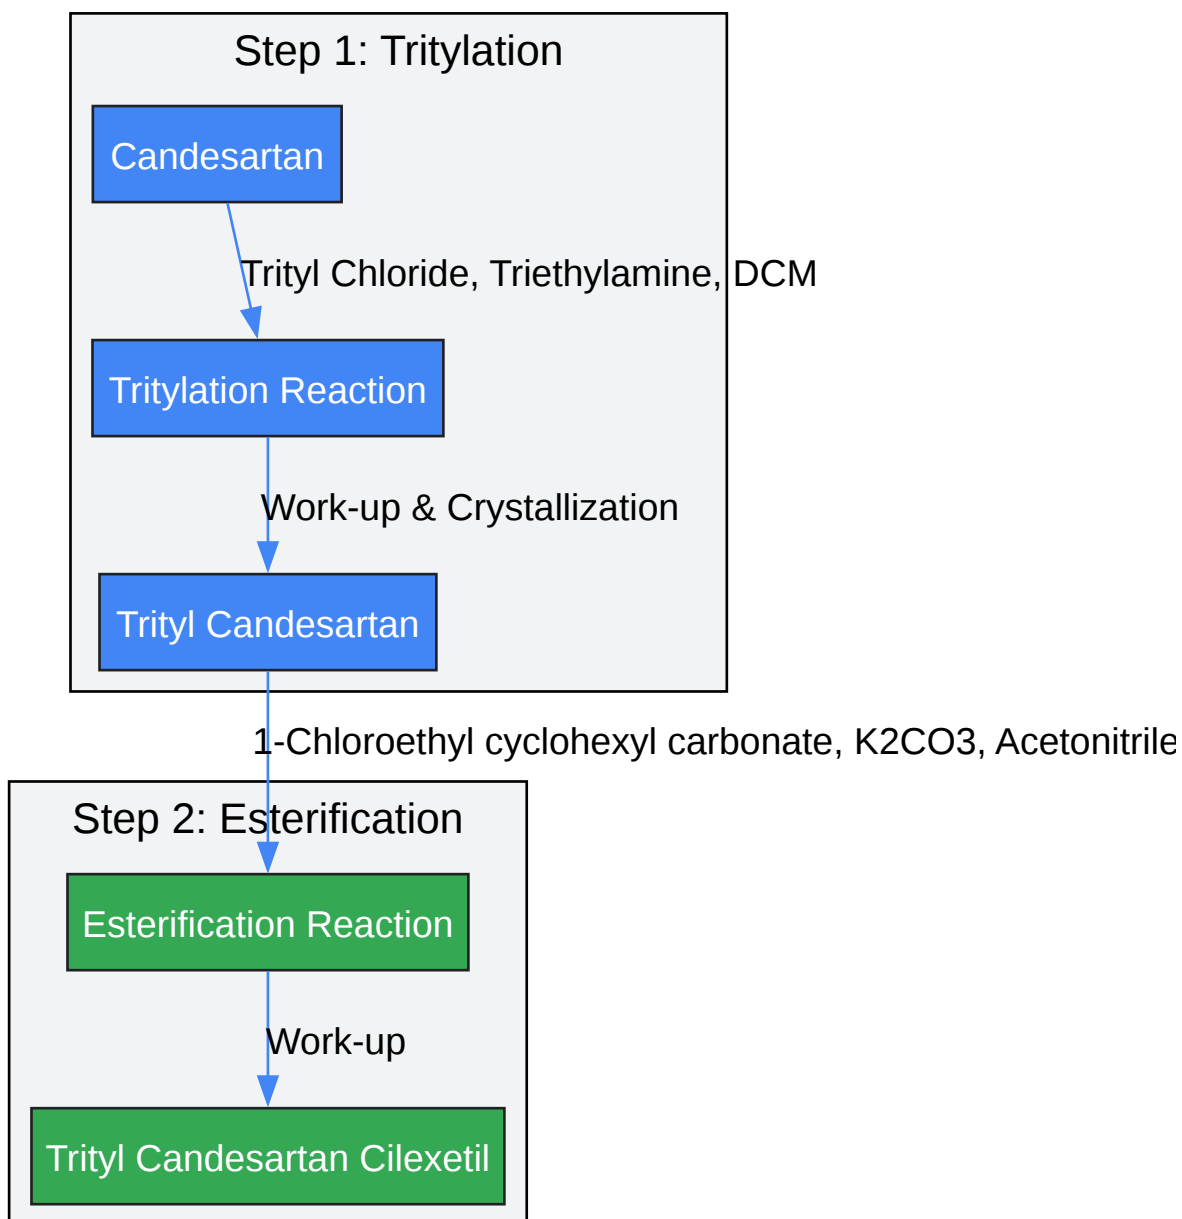 Step 1: Tritylation
Candesartan
Trityl Chloride, Triethylamine, DCM
Tritylation Reaction
Work-up & Crystallization
Trityl Candesartan
1-Chloroethyl cyclohexyl carbonate, K2CO3, Acetonitrile
Step 2: Esterification
Esterification Reaction
Work-up
Trityl Candesartan Cilexetil